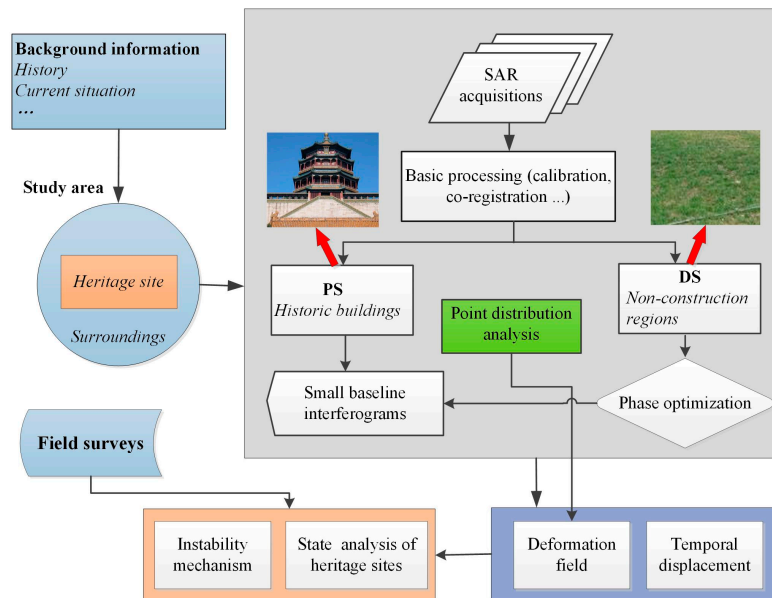 Background information
History
Current situation
...
Study area
Heritage site
Surroundings
Field surveys
SAR
acquisitions
Basic processing (calibration,
co-registration ...)
PS
Historic buildings
DS
Non-construction
regions
Point distribution
analysis
Small baseline
interferograms
Phase optimization
Instability
mechanism
State analysis of
heritage sites
Deformation
field
Temporal
displacement